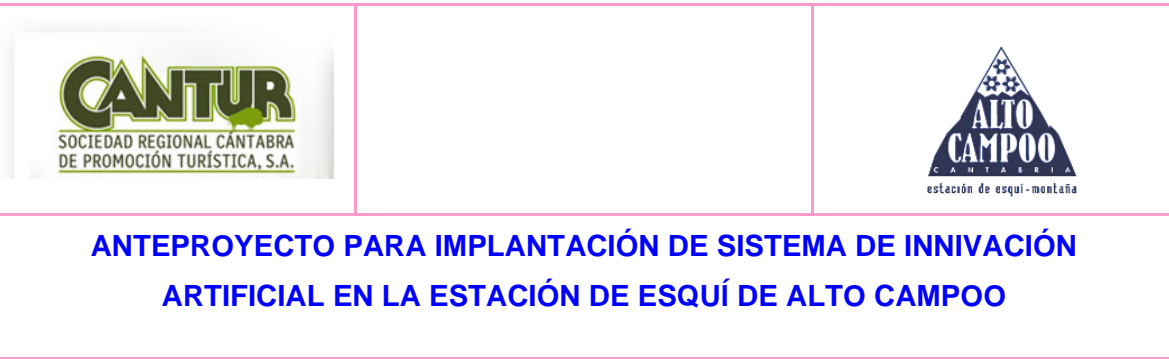 CANTUR
SOCIEDAD REGIONAL CÁNTABRA
DE PROMOCIÓN TURÍSTICA, S.A.
ALTO
CAMPOO
CANTABRIA
estación de esquí-montaña
ANTEPROYECTO PARA IMPLANTACIÓN DE SISTEMA DE INNIVACIÓN
ARTIFICIAL EN LA ESTACIÓN DE ESQUÍ DE ALTO CAMPOO